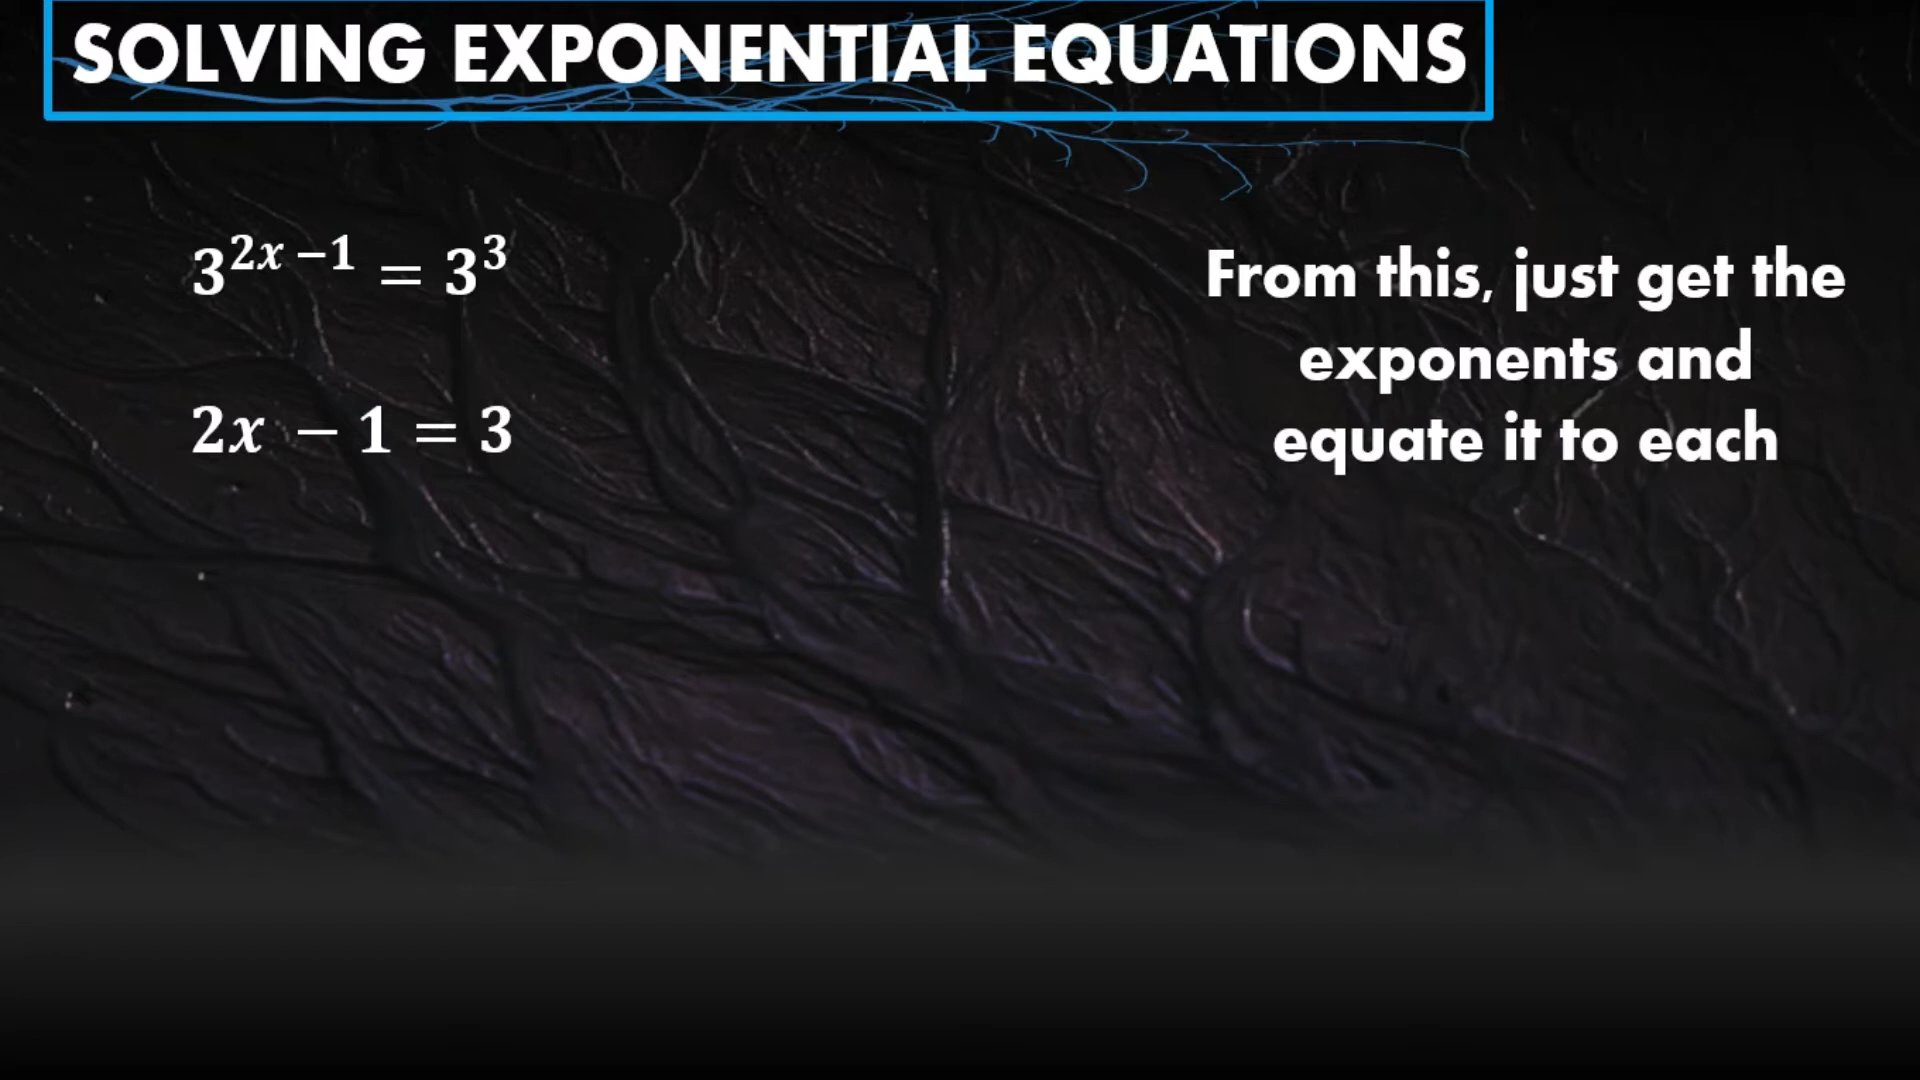 SOLVING EXPONENTIAL EQUATIONS
3^{2x-1} = 3^3
From this, just get the
exponents and
equate it to each
2x − 1 = 3